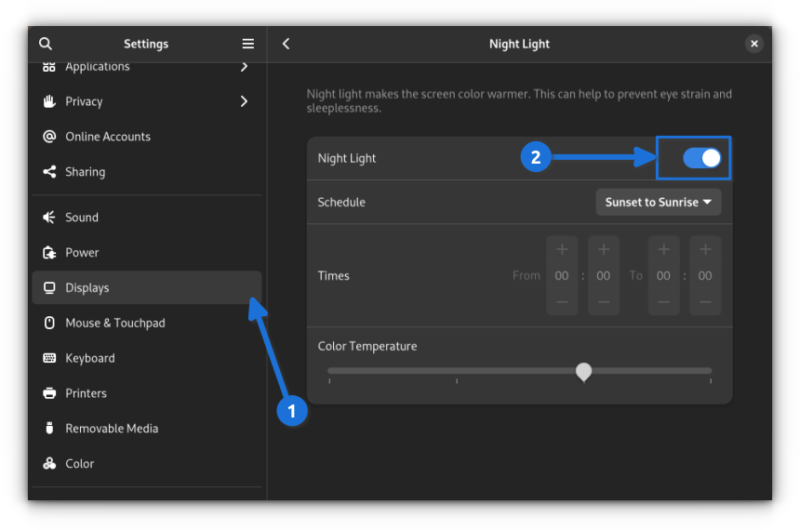 Settings
Night Light
Applications
Privacy
Online Accounts
Sharing
Sound
Power
Displays
Mouse & Touchpad
Keyboard
Printers
Removable Media
Color
1
Night light makes the screen color warmer. This can help to prevent eye strain and
sleeplessness.
Night Light
2
Schedule
Sunset to Sunrise
Times
From 00 : 00 To 00 : 00
Color Temperature